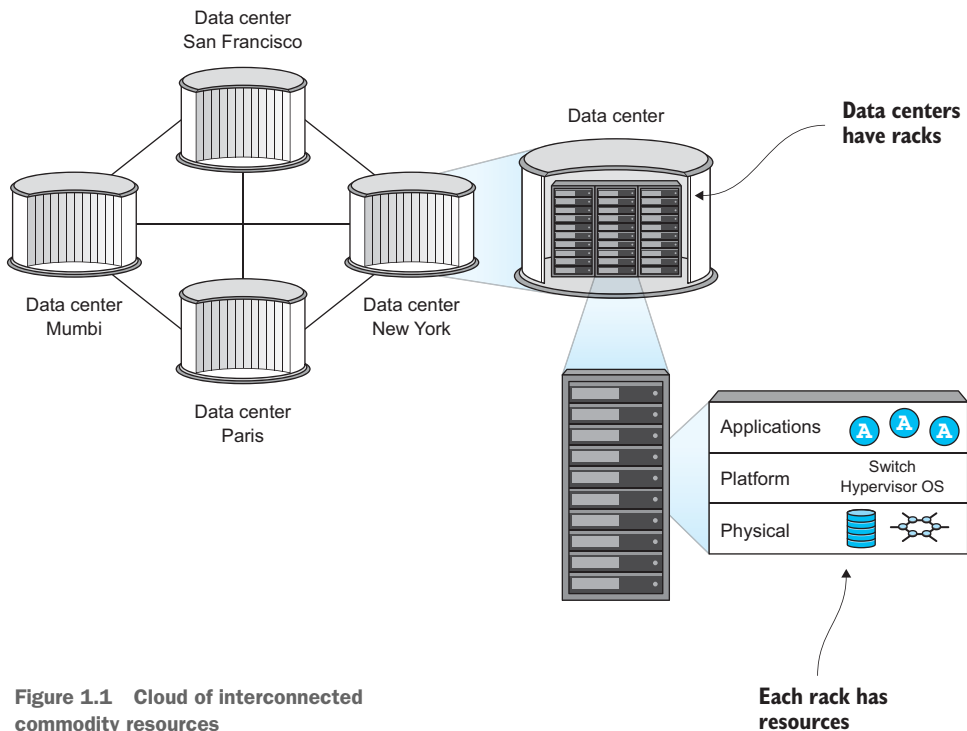 Data center
San Francisco
Data center
Mumbi
Data center
New York
Data center
Paris
Data center
Data centers
have racks
Applications
A A A
Platform
Switch
Hypervisor OS
Physical
Each rack has
resources
Figure 1.1 Cloud of interconnected
commodity resources